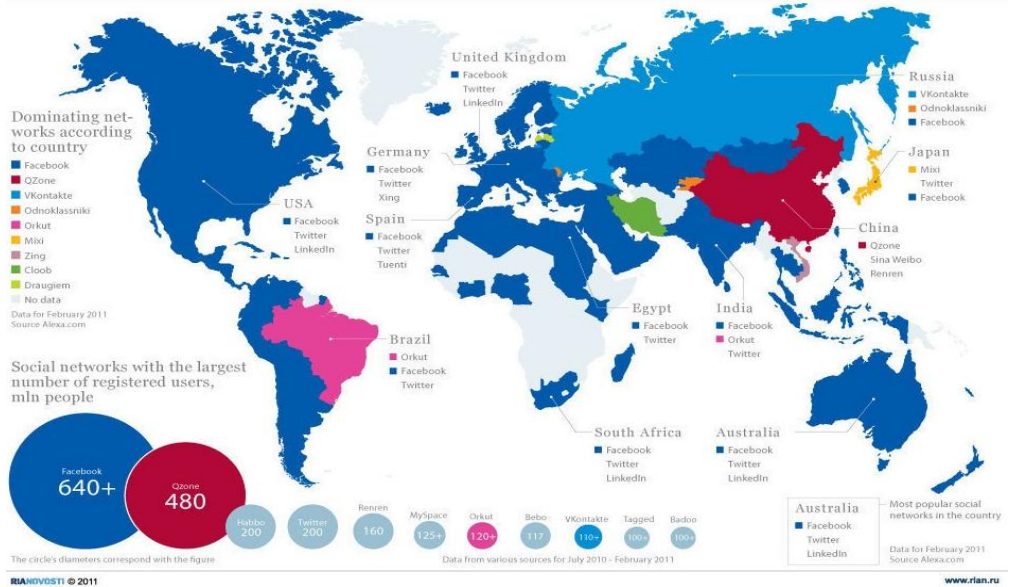 United Kingdom
Facebook
Twitter
LinkedIn
Russia
VKontakte
Odnoklassniki
Facebook
Dominating net-
works according
to country
Facebook
QZone
VKontakte
Odnoklassniki
Orkut
Mixi
Zing
Cloob
Draugiem
No data
Data for February 2011
Source Alexa.com
Germany
Facebook
Twitter
Xing
Japan
Mixi
Twitter
Facebook
USA
Facebook
Twitter
LinkedIn
Spain
Facebook
Twitter
Tuenti
China
Qzone
Sina Weibo
Renren
Egypt
Facebook
Twitter
India
Facebook
Orkut
Twitter
Brazil
Orkut
Facebook
Twitter
South Africa
Facebook
Twitter
LinkedIn
Australia
Facebook
Twitter
LinkedIn
Social networks with the largest
number of registered users,
mln people
Facebook
640+
Qzone
480
Habbo
200
Twitter
200
Renren
160
MySpace
125+
Orkut
120+
Bebo
117
VKontakte
110+
Tagged
100+
Badoo
100+
Australia
Facebook
Twitter
LinkedIn
Most popular social
networks in the country
Data for February 2011
Source Alexa.com
The circle's diameters correspond with the figure
Data from various sources for July 2010 - February 2011
RIANOVOSTI © 2011
www.rian.ru